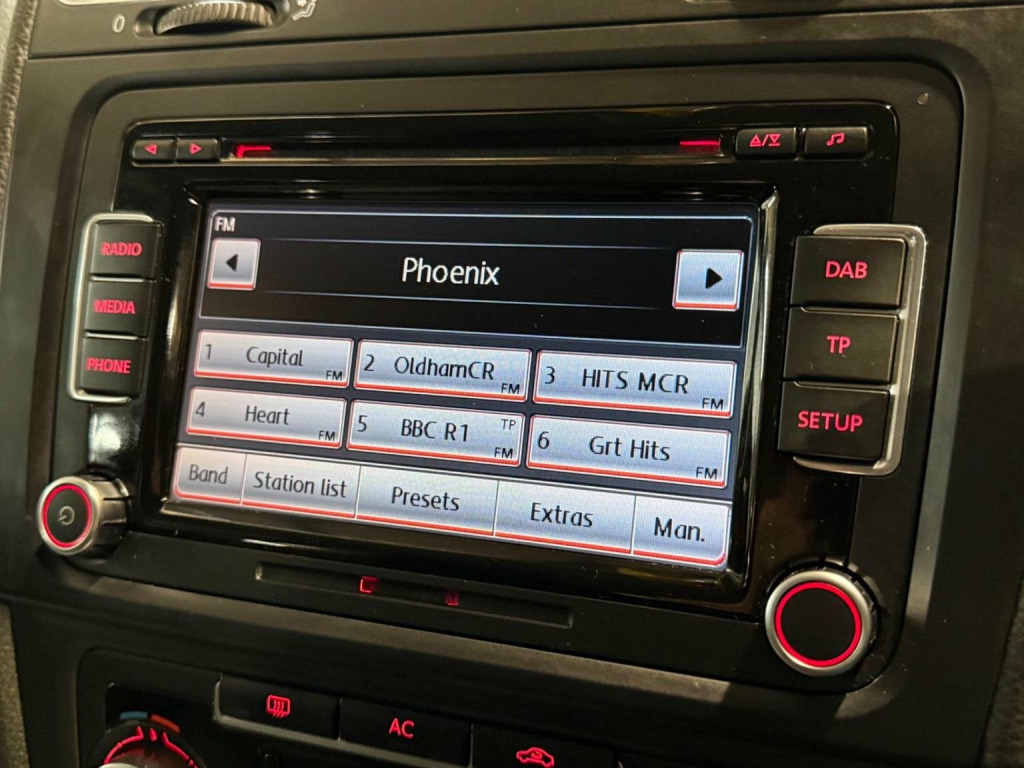 0
RADIO
MEDIA
PHONE
FM
Phoenix
1 Capital FM
2 OldhamCR FM
3 HITS MCR FM
4 Heart FM
5 BBC R1 TP FM
6 Grt Hits FM
Band Station list Presets Extras Man.
DAB
TP
SETUP
AC